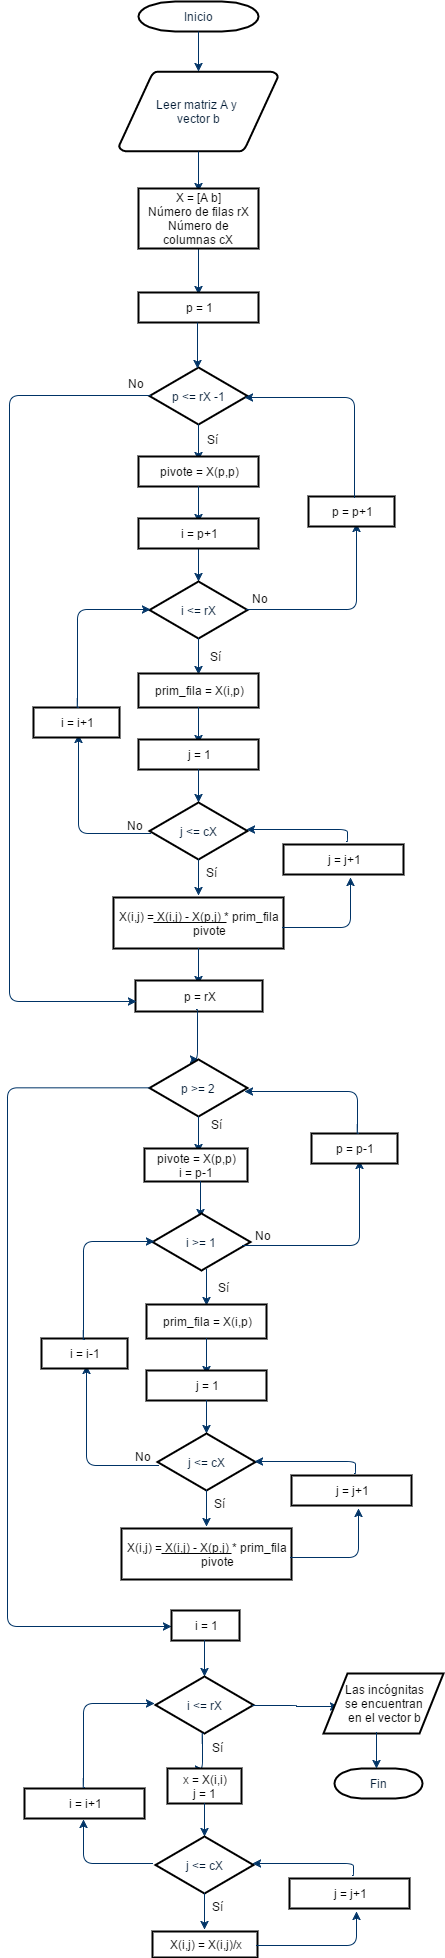 Inicio
Leer matriz A y
vector b
X = [A b]
Número de filas rX
Número de
columnas cX
p = 1
No
p <= rX -1
Sí
pivote = X(p,p)
p = p+1
i = p+1
i <= rX
No
Sí
prim_fila = X(i,p)
i = i+1
j = 1
No
j <= cX
j = j+1
Sí
X(i,j) = X(i,j) - X(p,j) * prim_fila
pivote
p = rX
p >= 2
Sí
p = p-1
pivote = X(p,p)
i = p-1
i >= 1
No
Sí
prim_fila = X(i,p)
i = i-1
j = 1
No
j <= cX
j = j+1
Sí
X(i,j) = X(i,j) - X(p,j) * prim_fila
pivote
i = 1
i <= rX
Las incógnitas
se encuentran
en el vector b
Sí
x = X(i,i)
j = 1
Fin
i = i+1
j <= cX
j = j+1
Sí
X(i,j) = X(i,j)/x